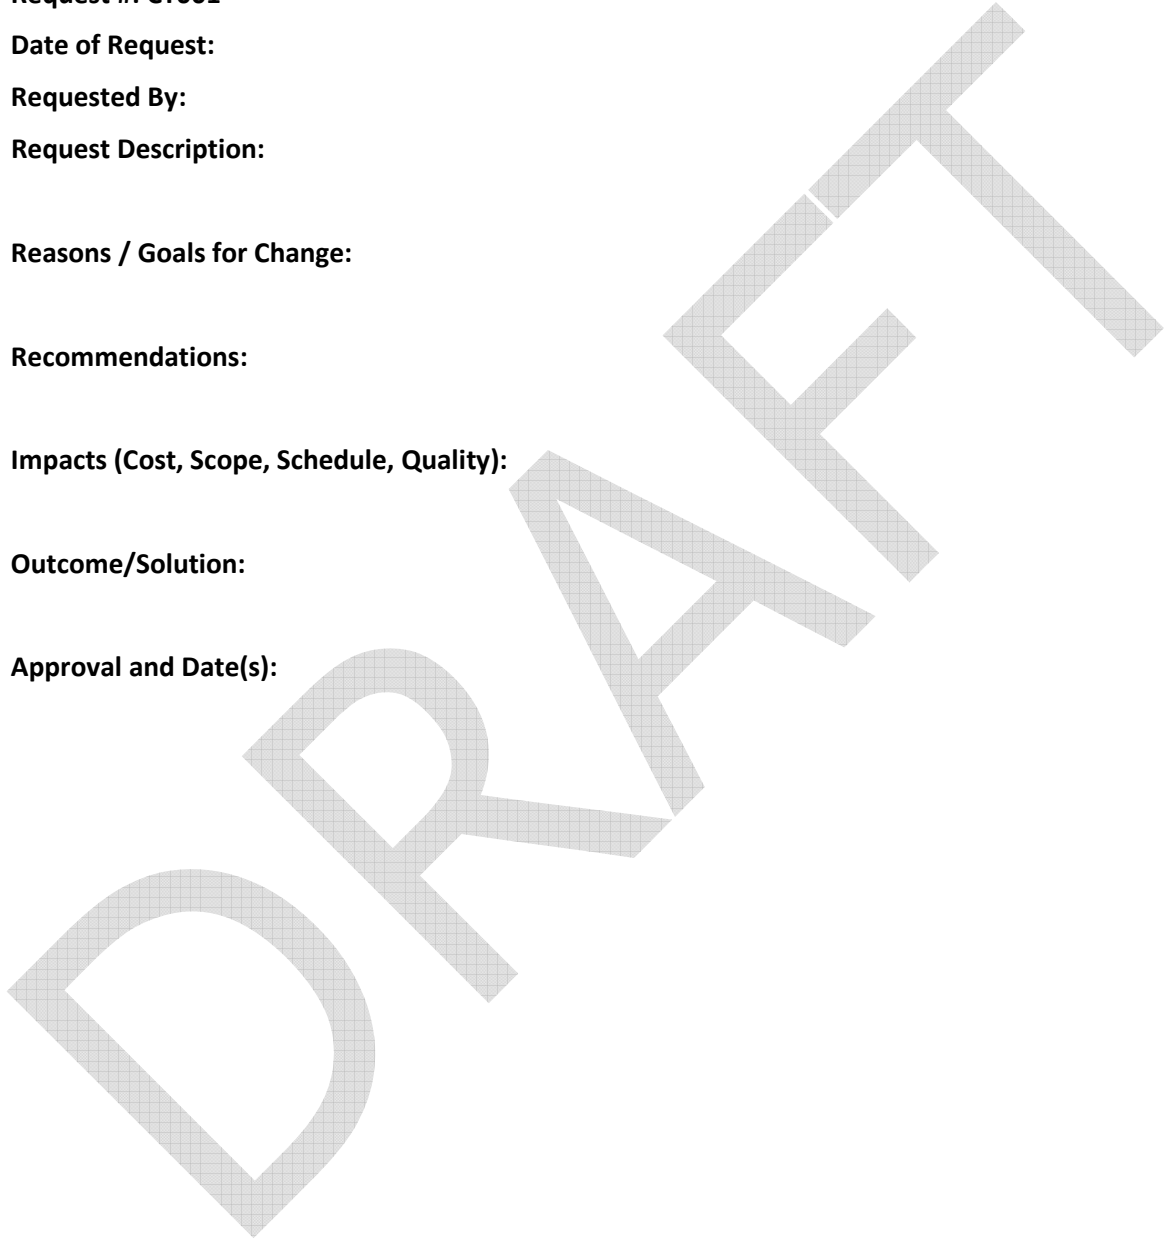 Date of Request:
Requested By:
Request Description:
Reasons / Goals for Change:
Recommendations:
Impacts (Cost, Scope, Schedule, Quality):
Outcome/Solution:
Approval and Date(s):
DRAFT